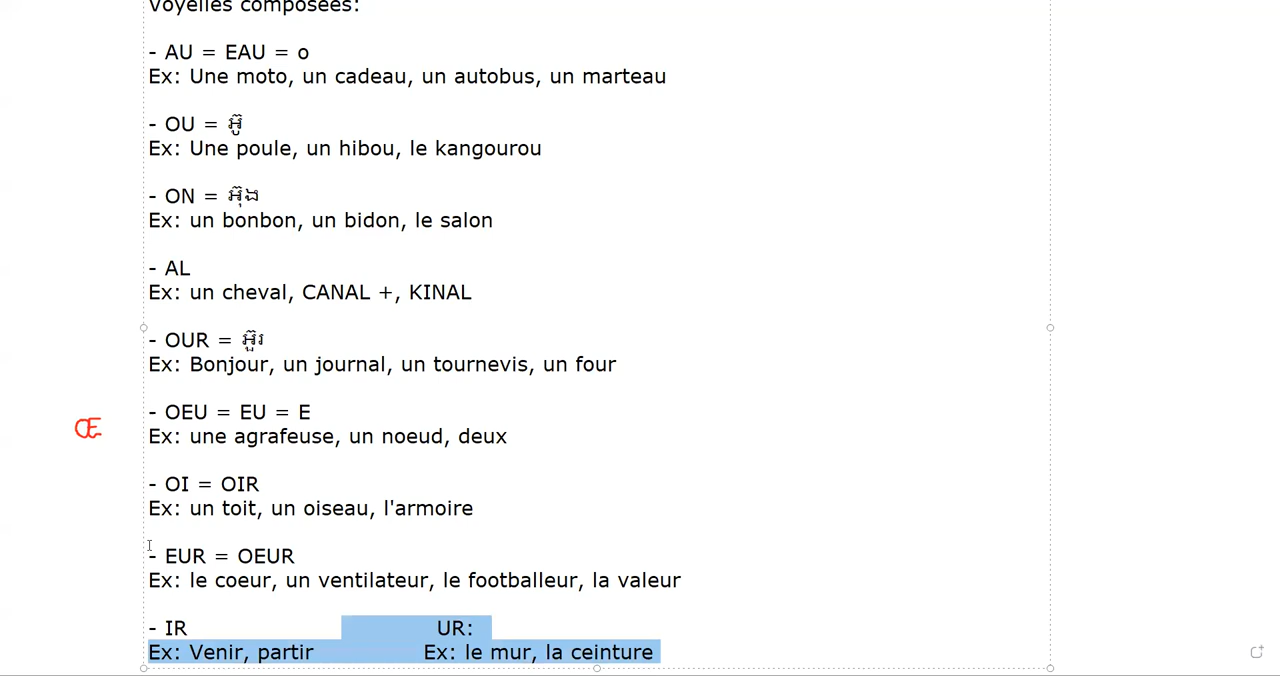 Voyelles composées:
- AU = EAU = o
Ex: Une moto, un cadeau, un autobus, un marteau
- OU = អ៊ូ
Ex: Une poule, un hibou, le kangourou
- ON = អ៊ុង
Ex: un bonbon, un bidon, le salon
- AL
Ex: un cheval, CANAL +, KINAL
- OUR = អ៊ួរ
Ex: Bonjour, un journal, un tournevis, un four
- OEU = EU = E
Œ
Ex: une agrafeuse, un noeud, deux
- OI = OIR
Ex: un toit, un oiseau, l'armoire
- EUR = OEUR
Ex: le coeur, un ventilateur, le footballeur, la valeur
- IR UR:
Ex: Venir, partir Ex: le mur, la ceinture